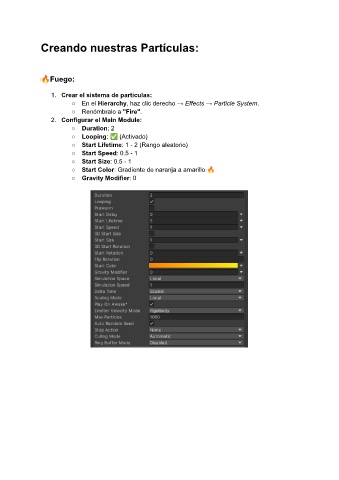 Creando nuestras Partículas:
🔥Fuego:
1. Crear el sistema de partículas:
○ En el Hierarchy, haz clic derecho → Effects → Particle System.
○ Renómbralo a "Fire".
2. Configurar el Main Module:
○ Duration: 2
○ Looping: ✅ (Activado)
○ Start Lifetime: 1 - 2 (Rango aleatorio)
○ Start Speed: 0.5 - 1
○ Start Size: 0.5 - 1
○ Start Color: Gradiente de naranja a amarillo 🔥
○ Gravity Modifier: 0
Duration 2
Looping ✓
Prewarm
Start Delay 0
Start Lifetime 5
Start Speed 5
3D Start Size
Start Size 1
3D Start Rotation
Start Rotation 0
Flip Rotation 0
Start Color
Gravity Modifier 0
Simulation Space Local
Simulation Speed 1
Delta Time Scaled
Scaling Mode Local
Play On Awake* ✓
Emitter Velocity Mode Rigidbody
Max Particles 1000
Auto Random Seed ✓
Stop Action None
Culling Mode Automatic
Ring Buffer Mode Disabled